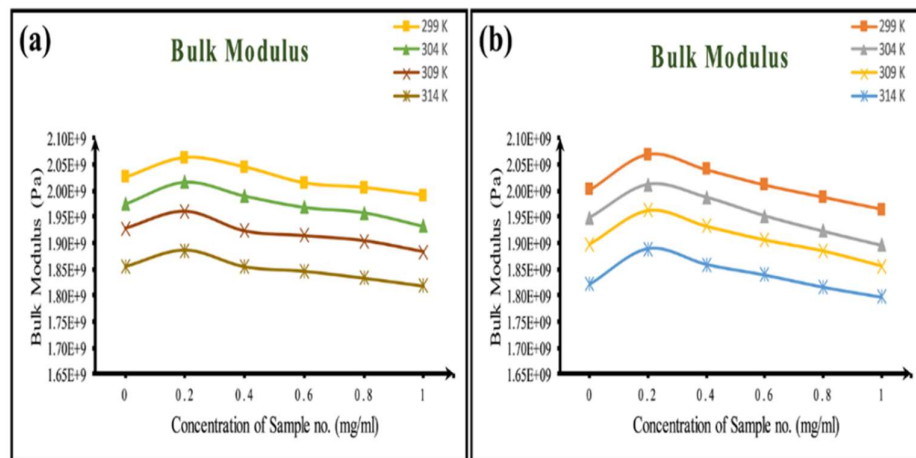 (a)
Bulk Modulus
299 K
304 K
309 K
314 K
Bulk Modulus (Pa)
2.10E+9
2.05E+9
2.00E+9
1.95E+9
1.90E+9
1.85E+9
1.80E+9
1.75E+9
1.70E+9
1.65E+9
0 0.2 0.4 0.6 0.8 1
Concentration of Sample no. (mg/ml)
(b)
Bulk Modulus
299 K
304 K
309 K
314 K
Bulk Modulus (Pa)
2.10E+09
2.05E+09
2.00E+09
1.95E+09
1.90E+09
1.85E+09
1.80E+09
1.75E+09
1.70E+09
1.65E+09
0 0.2 0.4 0.6 0.8 1
Concentration of Sample no. (mg/ml)